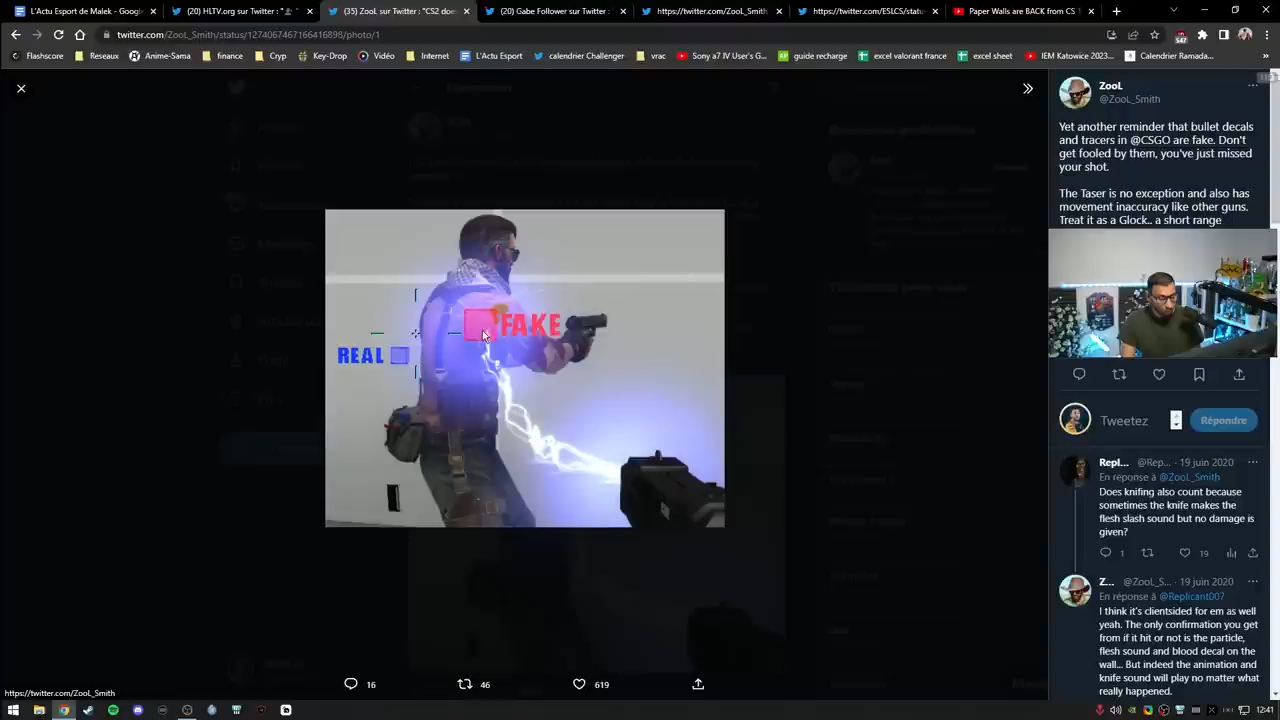 L'Actu Esport de Malek - Google
(20) HLTV.org sur Twitter : "
(35) ZooL sur Twitter : "CS2 doe
(20) Gabe Follower sur Twitter :
https://twitter.com/ZooL_Smith
https://twitter.com/ESLCS/statu
Paper Walls are BACK from CS 1
twitter.com/ZooL_Smith/status/1274067467166416898/photo/1
547
Flashscore
Reseaux
Anime-Sama
finance
Cryp
Key-Drop
Vidéo
Internet
L'Actu Esport
calendrier Challenger
vrac
Sony a7 IV User's G...
guide recharge
excel valorant france
excel sheet
IEM Katowice 2023...
Calendar Ramada...
ZooL
@ZooL_Smith
Yet another reminder that bullet decals
and tracers in @CSGO are fake. Don't
get fooled by them, you've just missed
your shot.
The Taser is no exception and also has
movement inaccuracy like other guns.
Treat it as a Glock.. a short range
FAKE
REAL
Tweetez
Répondre
Repl... @Rep... · 19 juin 2020
En réponse à @ZooL_Smith
Does knifing also count because
sometimes the knife makes the
flesh slash sound but no damage is
given?
1
19
Z... @ZooL_S... · 19 juin 2020
En réponse à @Replicant007
I think it's clientsided for em as well
yeah. The only confirmation you get
from if it hit or not is the particle,
flesh sound and blood decal on the
wall... But indeed the animation and
knife sound will play no matter what
really happened.
16
46
619
https://twitter.com/ZooL_Smith
12:41